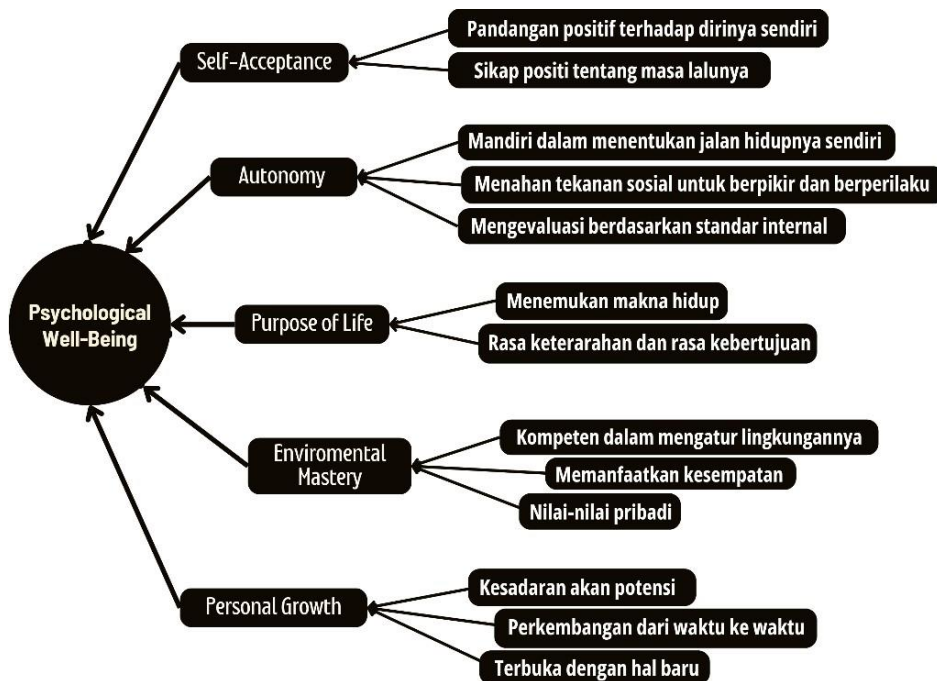 Psychological
Well-Being
Self-Acceptance
Pandangan positif terhadap dirinya sendiri
Sikap positi tentang masa lalunya
Autonomy
Mandiri dalam menentukan jalan hidupnya sendiri
Menahan tekanan sosial untuk berpikir dan berperilaku
Mengevaluasi berdasarkan standar internal
Purpose of Life
Menemukan makna hidup
Rasa keterarahan dan rasa kebertujuan
Enviromental
Mastery
Kompeten dalam mengatur lingkungannya
Memanfaatkan kesempatan
Nilai-nilai pribadi
Personal Growth
Kesadaran akan potensi
Perkembangan dari waktu ke waktu
Terbuka dengan hal baru